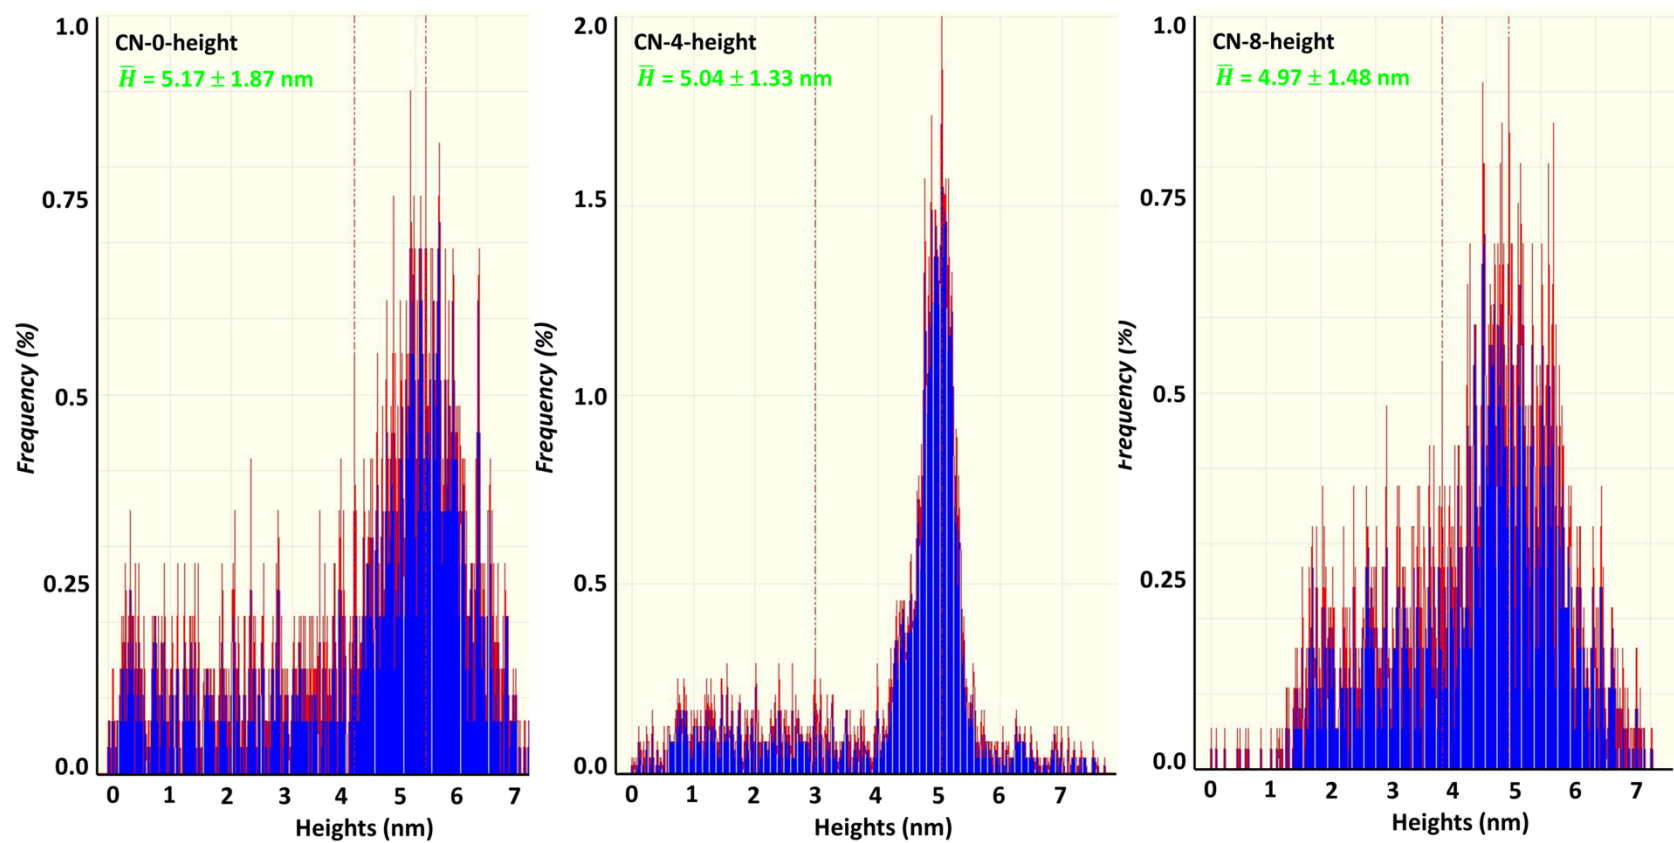 CN-0-height
H̅ = 5.17 ± 1.87 nm
1.0
0.75
0.5
0.25
0.0
Frequency (%)
0 1 2 3 4 5 6 7
Heights (nm)
CN-4-height
H̅ = 5.04 ± 1.33 nm
2.0
1.5
1.0
0.5
0.0
Frequency (%)
0 1 2 3 4 5 6 7
Heights (nm)
CN-8-height
H̅ = 4.97 ± 1.48 nm
1.0
0.75
0.5
0.25
0.0
Frequency (%)
0 1 2 3 4 5 6 7
Heights (nm)